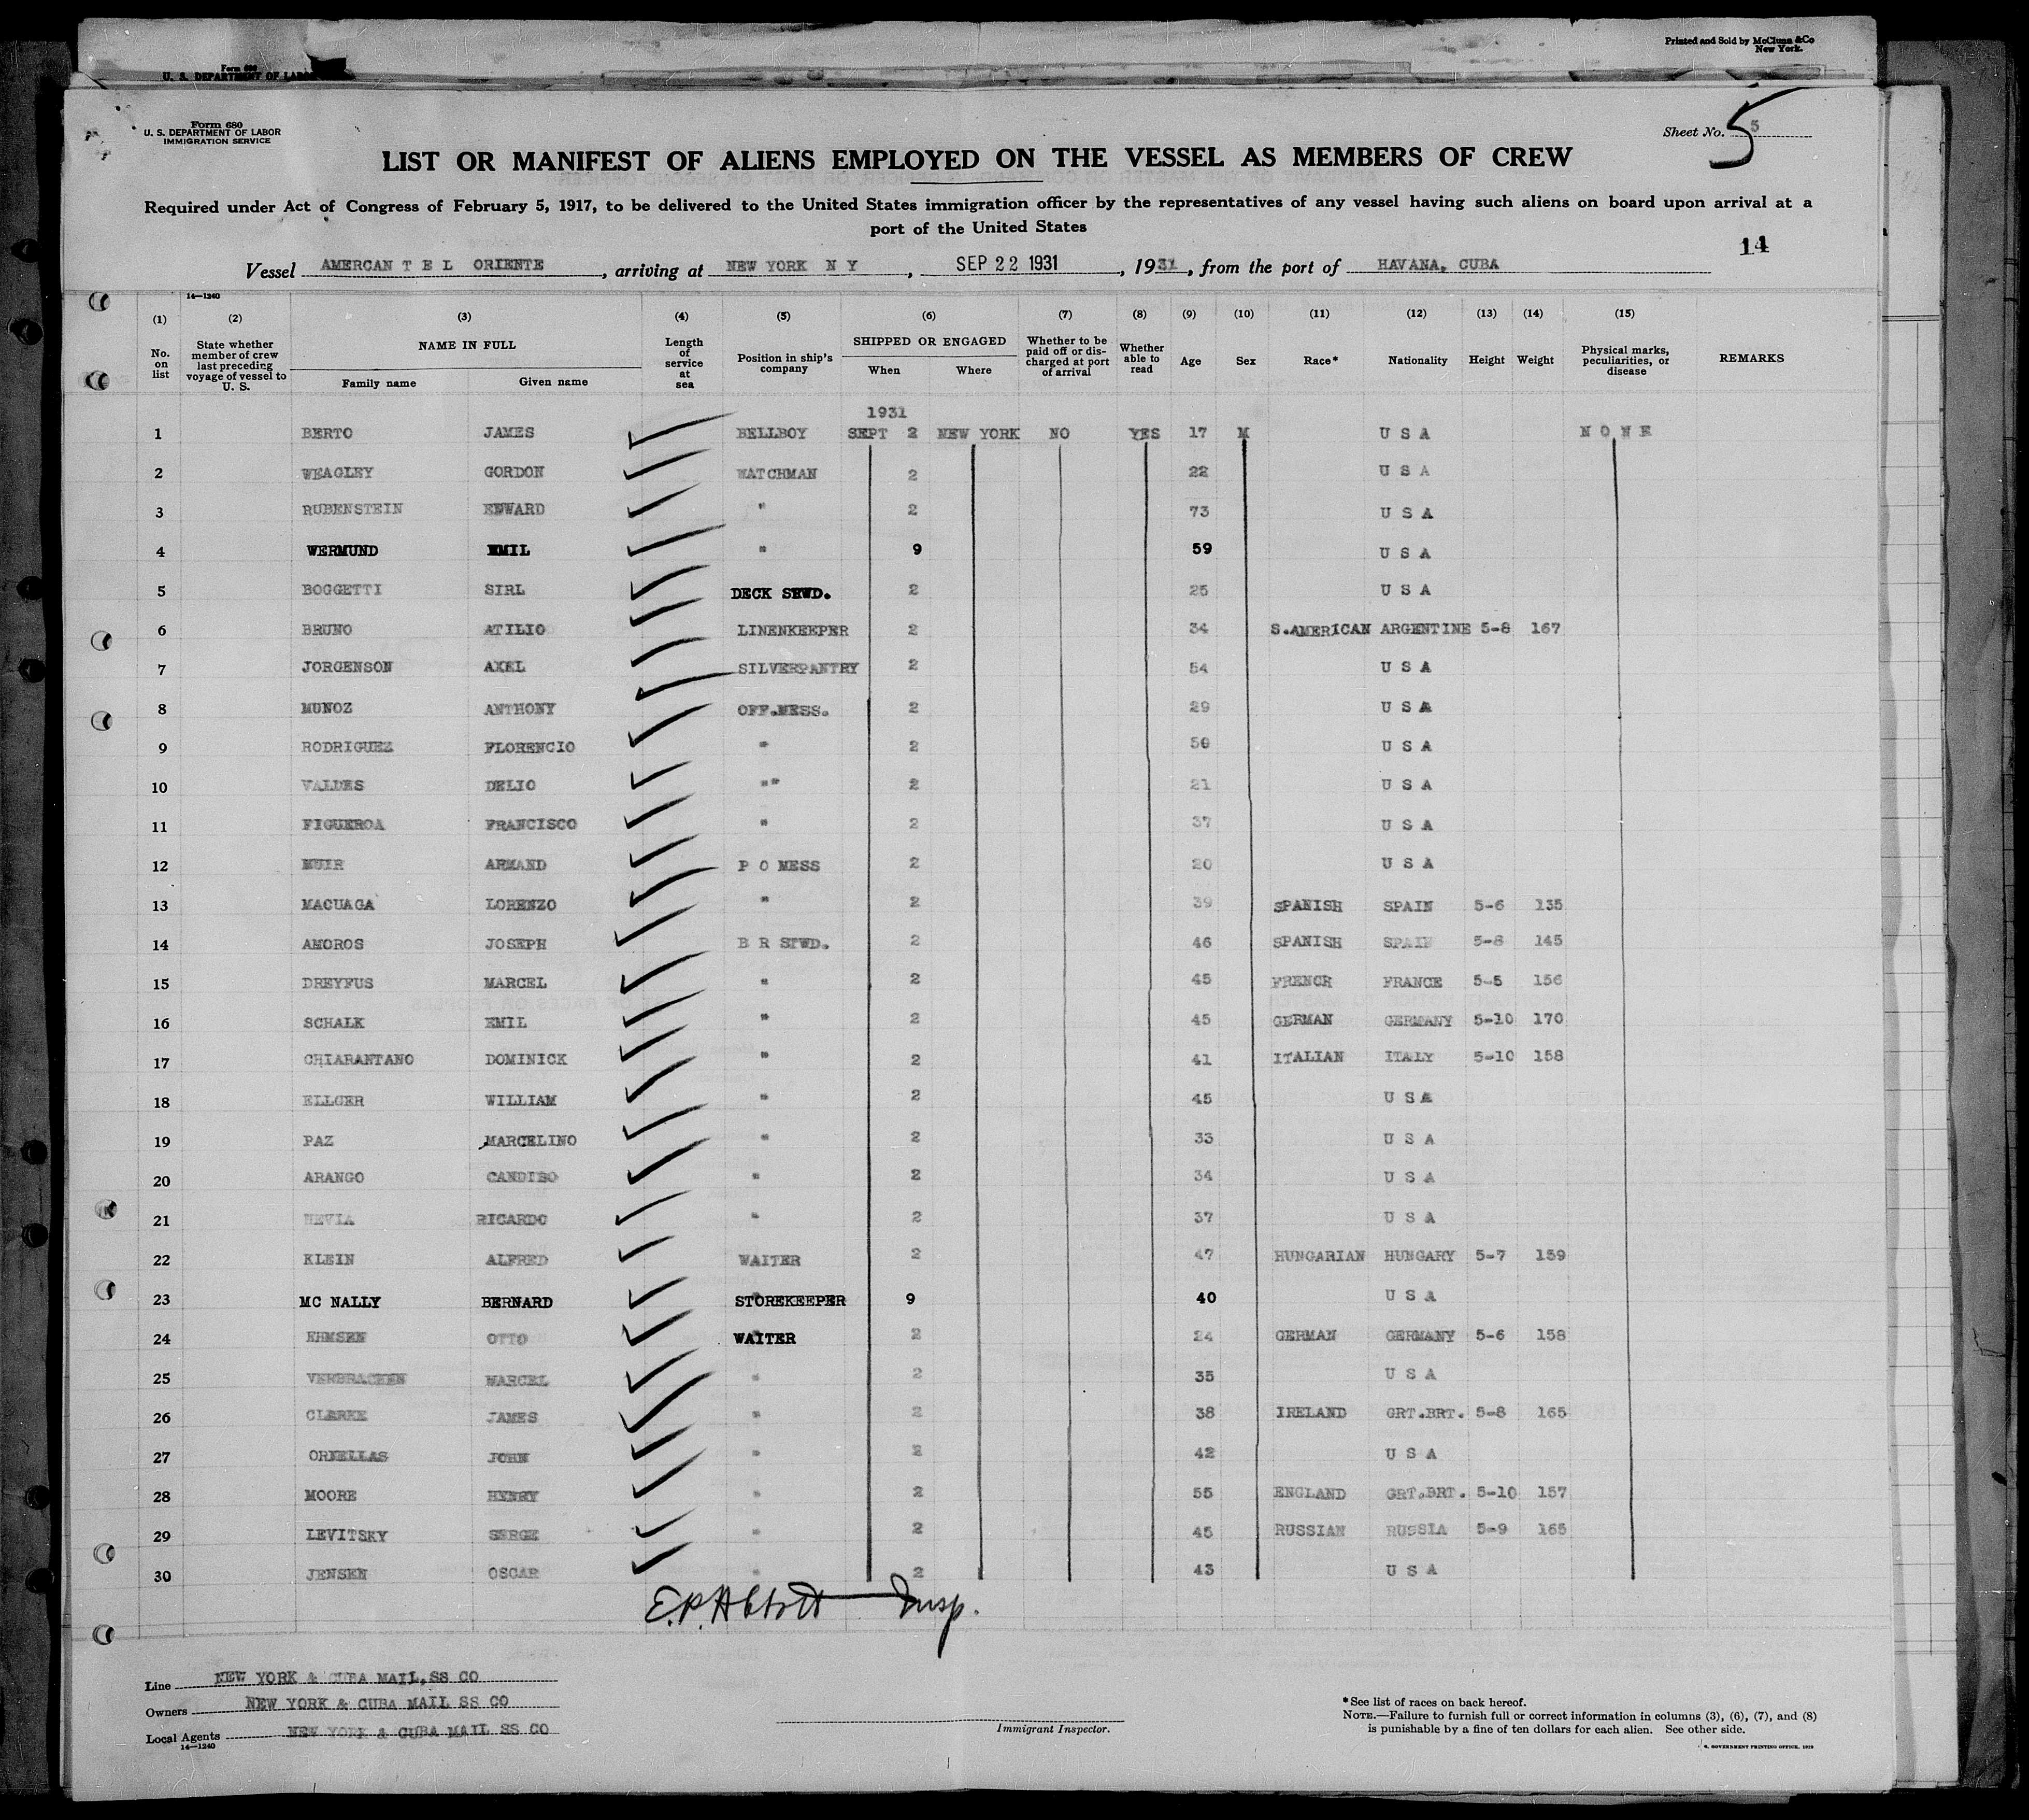 Printed and Sold by McClunn & Co
New York.
Form 680
U. S. DEPARTMENT OF LABOR
Form 680
U. S. DEPARTMENT OF LABOR
IMMIGRATION SERVICE
Sheet No. 5
5
LIST OR MANIFEST OF ALIENS EMPLOYED ON THE VESSEL AS MEMBERS OF CREW
Required under Act of Congress of February 5, 1917, to be delivered to the United States immigration officer by the representatives of any vessel having such aliens on board upon arrival at a
port of the United States
14
Vessel AMERCAN T E L ORIENTE, arriving at NEW YORK N Y, SEP 22 1931, 1931, from the port of HAVANA, CUBA
14—1240
(1) (2) (3) (4) (5) (6) (7) (8) (9) (10) (11) (12) (13) (14) (15)
No. on list State whether member of crew last preceding voyage of vessel to U. S. NAME IN FULL Family name Given name Length of service at sea Position in ship's company SHIPPED OR ENGAGED When Where Whether to be paid off or discharged at port of arrival Whether able to read Age Sex Race* Nationality Height Weight Physical marks, peculiarities, or disease REMARKS
1931
1 BERTO JAMES BELLBOY SEPT 2 NEW YORK NO YES 17 M U S A N O N E
2 WEAGLEY GORDON WATCHMAN 2 22 U S A
3 RUBENSTEIN EDWARD " 2 73 U S A
4 WERMUND EMIL " 9 59 U S A
5 BOGGETTI SIRL DECK STWD. 2 25 U S A
6 BRUNO ATILIO LINENKEEPER 2 34 S.AMERICAN ARGENTINE 5-8 167
7 JORGENSON AXEL SILVERPANTRY 2 54 U S A
8 MUNOZ ANTHONY OFF.MESS. 2 29 U S A
9 RODRIGUEZ FLORENCIO " 2 50 U S A
10 VALDES DELIO "" 2 21 U S A
11 FIGUEROA FRANCISCO " 2 37 U S A
12 MUIR ARMAND P O MESS 2 20 U S A
13 MACUAGA LORENZO " 2 39 SPANISH SPAIN 5-6 135
14 AMOROS JOSEPH B R STWD. 2 46 SPANISH SPAIN 5-8 145
15 DREYFUS MARCEL " 2 45 FRENCH FRANCE 5-5 156
16 SCHALK EMIL " 2 45 GERMAN GERMANY 5-10 170
17 CHIARANTANO DOMINICK " 2 41 ITALIAN ITALY 5-10 158
18 ELLGER WILLIAM " 2 45 U S A
19 PAZ MARCELINO " 2 33 U S A
20 ARANGO CANDIDO " 2 34 U S A
21 HEVIA RICARDO " 2 37 U S A
22 KLEIN ALFRED WAITER 2 47 HUNGARIAN HUNGARY 5-7 159
23 MC NALLY BERNARD STOREKEEPER 9 40 U S A
24 EHMSEN OTTO WAITER 2 24 GERMAN GERMANY 5-6 158
25 VERBRACKEN MARCEL " 2 35 U S A
26 CLERKE JAMES " 2 38 IRELAND GRT.BRT. 5-8 165
27 ORNELLAS JOHN " 2 42 U S A
28 MOORE HENRY " 2 55 ENGLAND GRT.BRT. 5-10 157
29 LEVITSKY SERGE " 2 45 RUSSIAN RUSSIA 5-9 165
30 JENSEN OSCAR " 2 43 U S A
E.P. Abbott — Insp.
Line NEW YORK & CUBA MAIL.SS CO
Owners NEW YORK & CUBA MAIL SS CO
Local Agents NEW YORK & CUBA MAIL SS CO
14—1240
Immigrant Inspector.
*See list of races on back hereof.
NOTE.—Failure to furnish full or correct information in columns (3), (6), (7), and (8)
is punishable by a fine of ten dollars for each alien. See other side.
GOVERNMENT PRINTING OFFICE